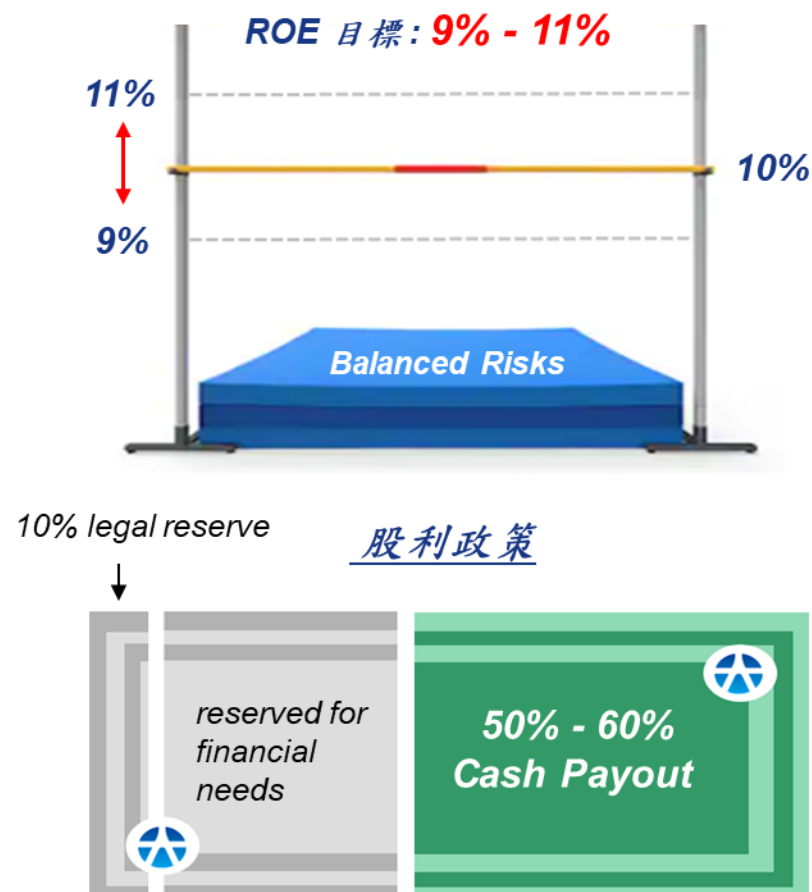 ROE 目標: 9% - 11%
11%
10%
9%
Balanced Risks
10% legal reserve
股利政策
reserved for
financial
needs
50% - 60%
Cash Payout